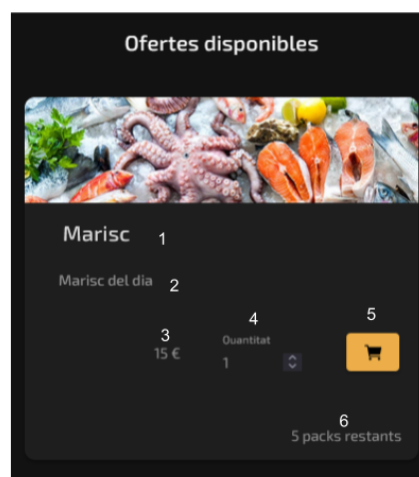 Ofertes disponibles
Marisc 1
Marisc del dia 2
3 4 5
15 € Quantitat
1
6
5 packs restants